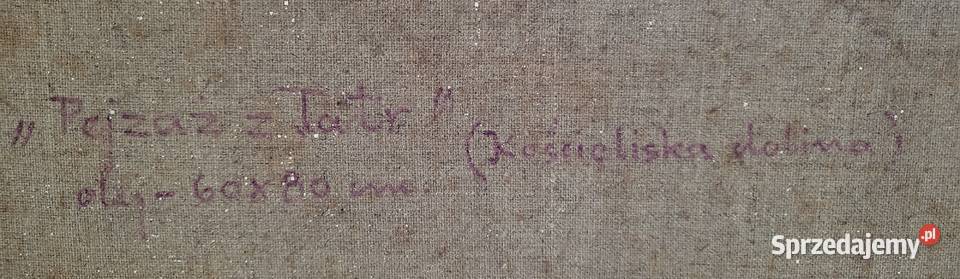 „Pejzaż z Tatr"
(Kościeliska dolina)
olej - 60x80 cm.
Sprzedajemy.pl